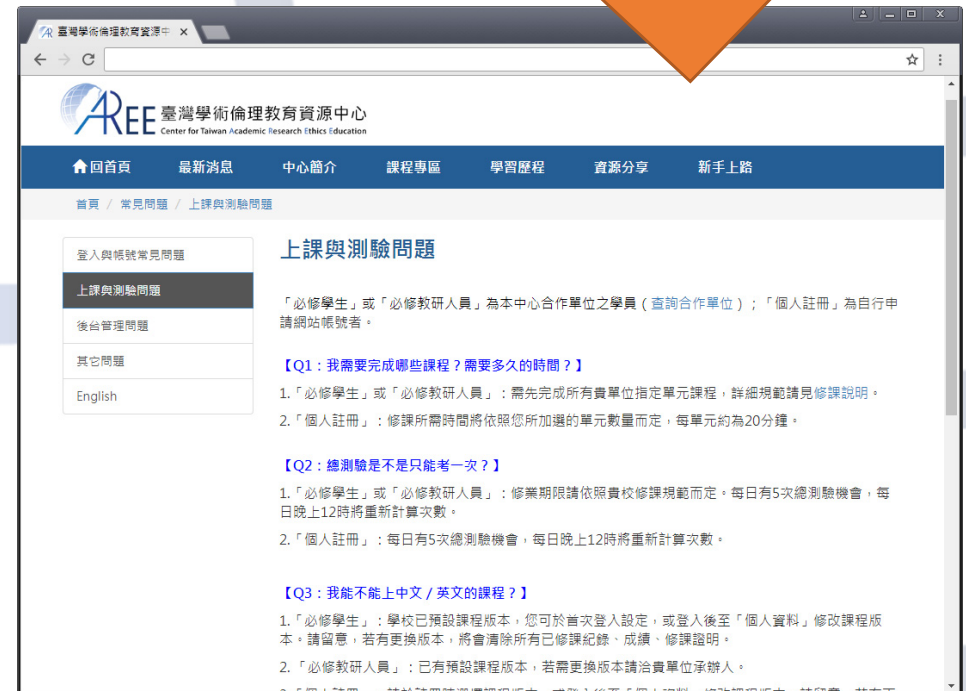 臺灣學術倫理教育資源中
AREE 臺灣學術倫理教育資源中心
Center for Taiwan Academic Research Ethics Education
回首頁 最新消息 中心簡介 課程專區 學習歷程 資源分享 新手上路
首頁 / 常見問題 / 上課與測驗問題
登入與帳號常見問題
上課與測驗問題
後台管理問題
其它問題
English
上課與測驗問題
「必修學生」或「必修教研人員」為本中心合作單位之學員(查詢合作單位);「個人註冊」為自行申
請網站帳號者。
【Q1:我需要完成哪些課程?需要多久的時間?】
1.「必修學生」或「必修教研人員」:需先完成所有貴單位指定單元課程,詳細規範請見修課說明。
2.「個人註冊」:修課所需時間將依照您所加選的單元數量而定,每單元約為20分鐘。
【Q2:總測驗是不是只能考一次?】
1.「必修學生」或「必修教研人員」:修業期限請依照貴校修課規範而定。每日有5次總測驗機會,每
日晚上12時將重新計算次數。
2.「個人註冊」:每日有5次總測驗機會,每日晚上12時將重新計算次數。
【Q3:我能不能上中文 / 英文的課程?】
1.「必修學生」:學校已預設課程版本,您可於首次登入設定,或登入後至「個人資料」修改課程版
本。請留意,若有更換版本,將會清除所有已修課紀錄、成績、修課證明。
2. 「必修教研人員」:已有預設課程版本,若需更換版本請洽貴單位承辦人。